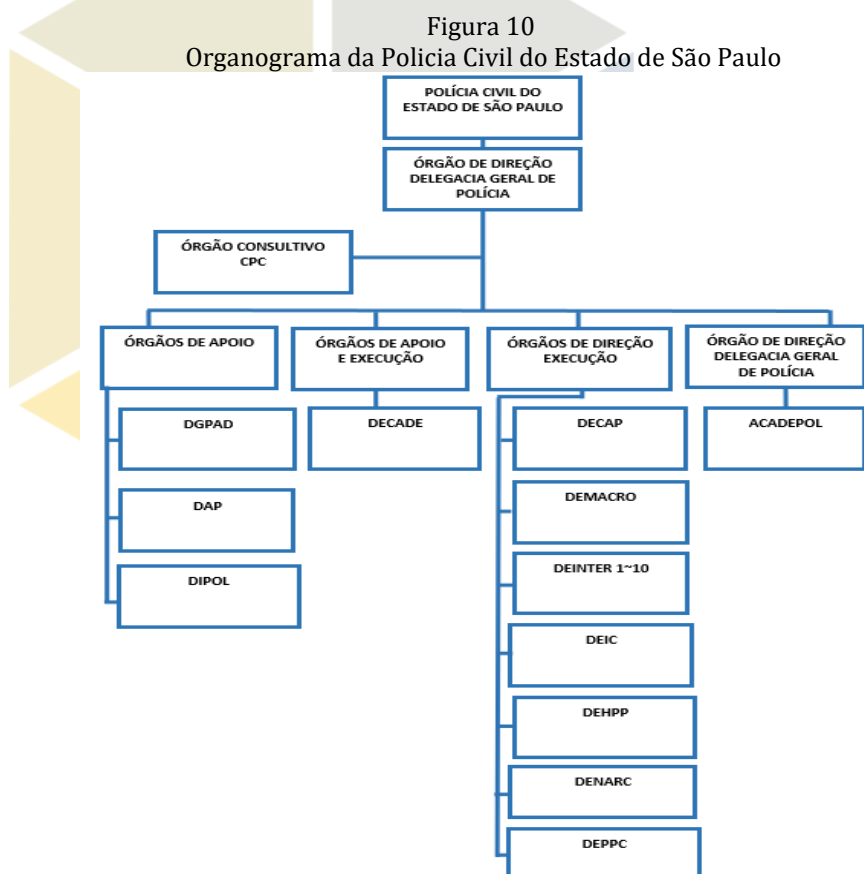 Figura 10
Organograma da Policia Civil do Estado de São Paulo
POLÍCIA CIVIL DO
ESTADO DE SÃO PAULO
ÓRGÃO DE DIREÇÃO
DELEGACIA GERAL DE
POLÍCIA
ÓRGÃO CONSULTIVO
CPC
ÓRGÃOS DE APOIO
DGPAD
DAP
DIPOL
ÓRGÃOS DE APOIO
E EXECUÇÃO
DECADE
ÓRGÃOS DE DIREÇÃO
EXECUÇÃO
DECAP
DEMACRO
DEINTER 1~10
DEIC
DEHPP
DENARC
DEPPC
ÓRGÃO DE DIREÇÃO
DELEGACIA GERAL
DE POLÍCIA
ACADEPOL